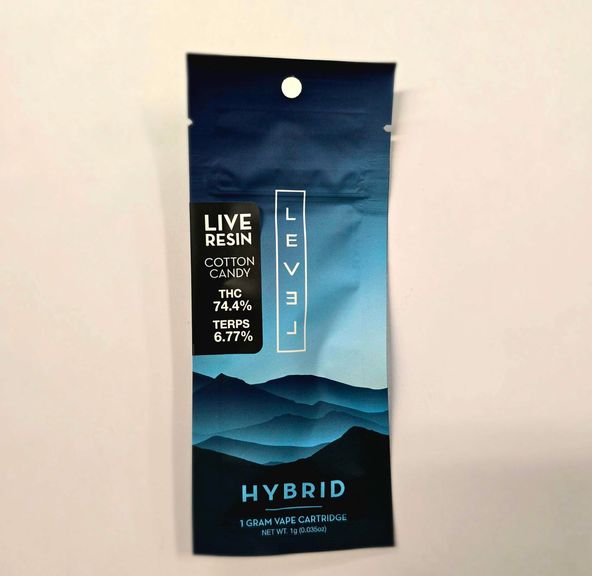 LIVE
RESIN
COTTON
CANDY
THC
74.4%
TERPS
6.77%
LEVEL
HYBRID
1 GRAM VAPE CARTRIDGE
NET WT. 1g (0.035oz)